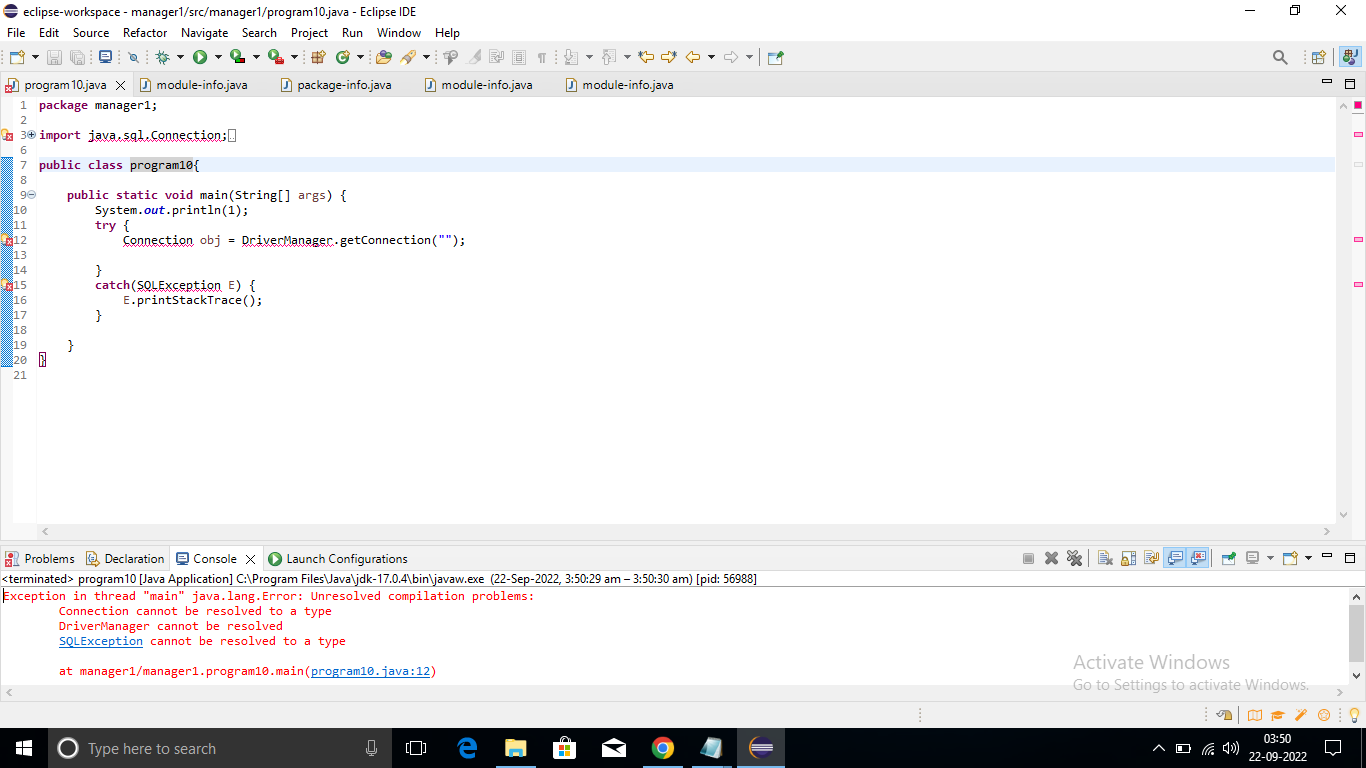 eclipse-workspace - manager1/src/manager1/program10.java - Eclipse IDE
File Edit Source Refactor Navigate Search Project Run Window Help
program10.java module-info.java package-info.java module-info.java module-info.java
1 package manager1;
2
3 import java.sql.Connection;
6
7 public class program10{
8
9 public static void main(String[] args) {
10 System.out.println(1);
11 try {
12 Connection obj = DriverManager.getConnection("");
13
14 }
15 catch(SQLException E) {
16 E.printStackTrace();
17 }
18
19 }
20 }
21
Problems Declaration Console Launch Configurations
<terminated> program10 [Java Application] C:\Program Files\Java\jdk-17.0.4\bin\javaw.exe (22-Sep-2022, 3:50:29 am – 3:50:30 am) [pid: 56988]
Exception in thread "main" java.lang.Error: Unresolved compilation problems:
Connection cannot be resolved to a type
DriverManager cannot be resolved
SQLException cannot be resolved to a type
at manager1/manager1.program10.main(program10.java:12)
Activate Windows
Go to Settings to activate Windows.
Type here to search
03:50
22-09-2022